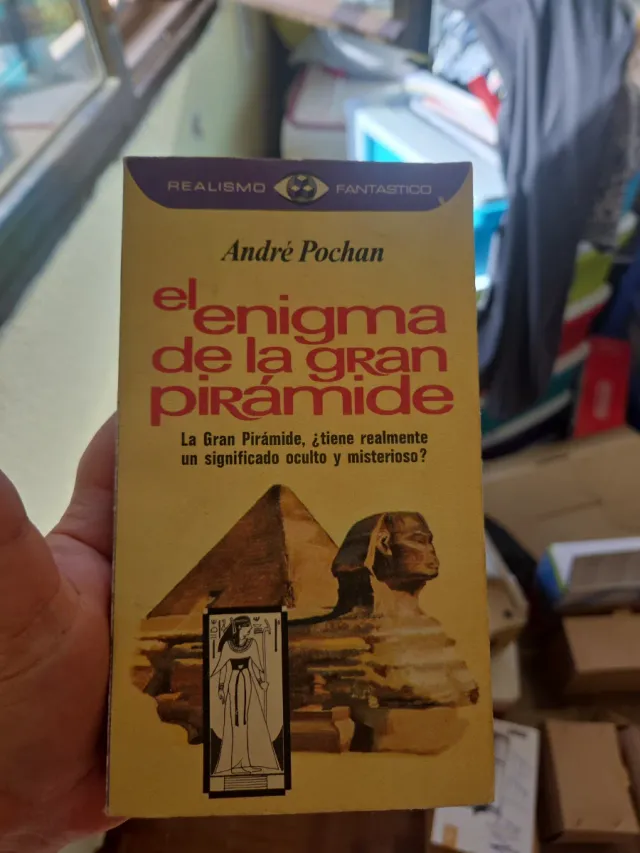 REALISMO FANTASTICO
André Pochan
el enigma
de la gran
pirámide
La Gran Pirámide, ¿tiene realmente
un significado oculto y misterioso?